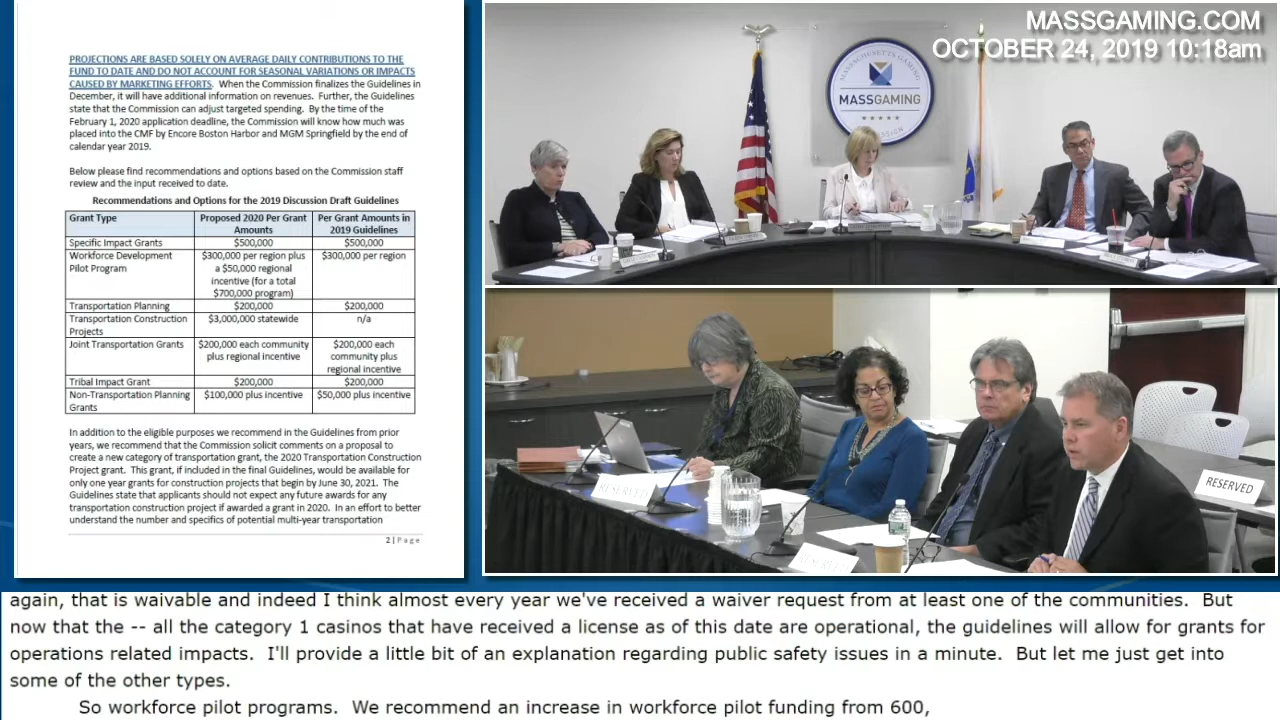 PROJECTIONS ARE BASED SOLELY ON AVERAGE DAILY CONTRIBUTIONS TO THE
FUND TO DATE AND DO NOT ACCOUNT FOR SEASONAL VARIATIONS OR IMPACTS
CAUSED BY MARKETING EFFORTS. When the Commission finalizes the Guidelines in
December, it will have additional information on revenues. Further, the Guidelines
state that the Commission can adjust targeted spending. By the time of the
February 1, 2020 application deadline, the Commission will know how much was
placed into the CMF by Encore Boston Harbor and MGM Springfield by the end of
calendar year 2019.
Below please find recommendations and options based on the Commission staff
review and the input received to date.
Recommendations and Options for the 2019 Discussion Draft Guidelines
Grant Type Proposed 2020 Per Grant Amounts Per Grant Amounts in 2019 Guidelines
Specific Impact Grants $500,000 $500,000
Workforce Development Pilot Program $300,000 per region plus a $50,000 regional incentive (for a total $700,000 program) $300,000 per region
Transportation Planning $200,000 $200,000
Transportation Construction Projects $3,000,000 statewide n/a
Joint Transportation Grants $200,000 each community plus regional incentive $200,000 each community plus regional incentive
Tribal Impact Grant $200,000 $200,000
Non-Transportation Planning Grants $100,000 plus incentive $50,000 plus incentive
In addition to the eligible purposes we recommend in the Guidelines from prior
years, we recommend that the Commission solicit comments on a proposal to
create a new category of transportation grant, the 2020 Transportation Construction
Project grant. This grant, if included in the final Guidelines, would be available for
only one year grants for construction projects that begin by June 30, 2021. The
Guidelines state that applicants should not expect any future awards for any
transportation construction project if awarded a grant in 2020. In an effort to better
understand the number and specifics of potential multi-year transportation
2 | Page
MASSGAMING.COM
OCTOBER 24, 2019 10:18am
MASSACHUSETTS GAMING
MASSGAMING
RESERVED
RESERVED
RESERVED
again, that is waivable and indeed I think almost every year we've received a waiver request from at least one of the communities. But
now that the -- all the category 1 casinos that have received a license as of this date are operational, the guidelines will allow for grants for
operations related impacts. I'll provide a little bit of an explanation regarding public safety issues in a minute. But let me just get into
some of the other types.
So workforce pilot programs. We recommend an increase in workforce pilot funding from 600,